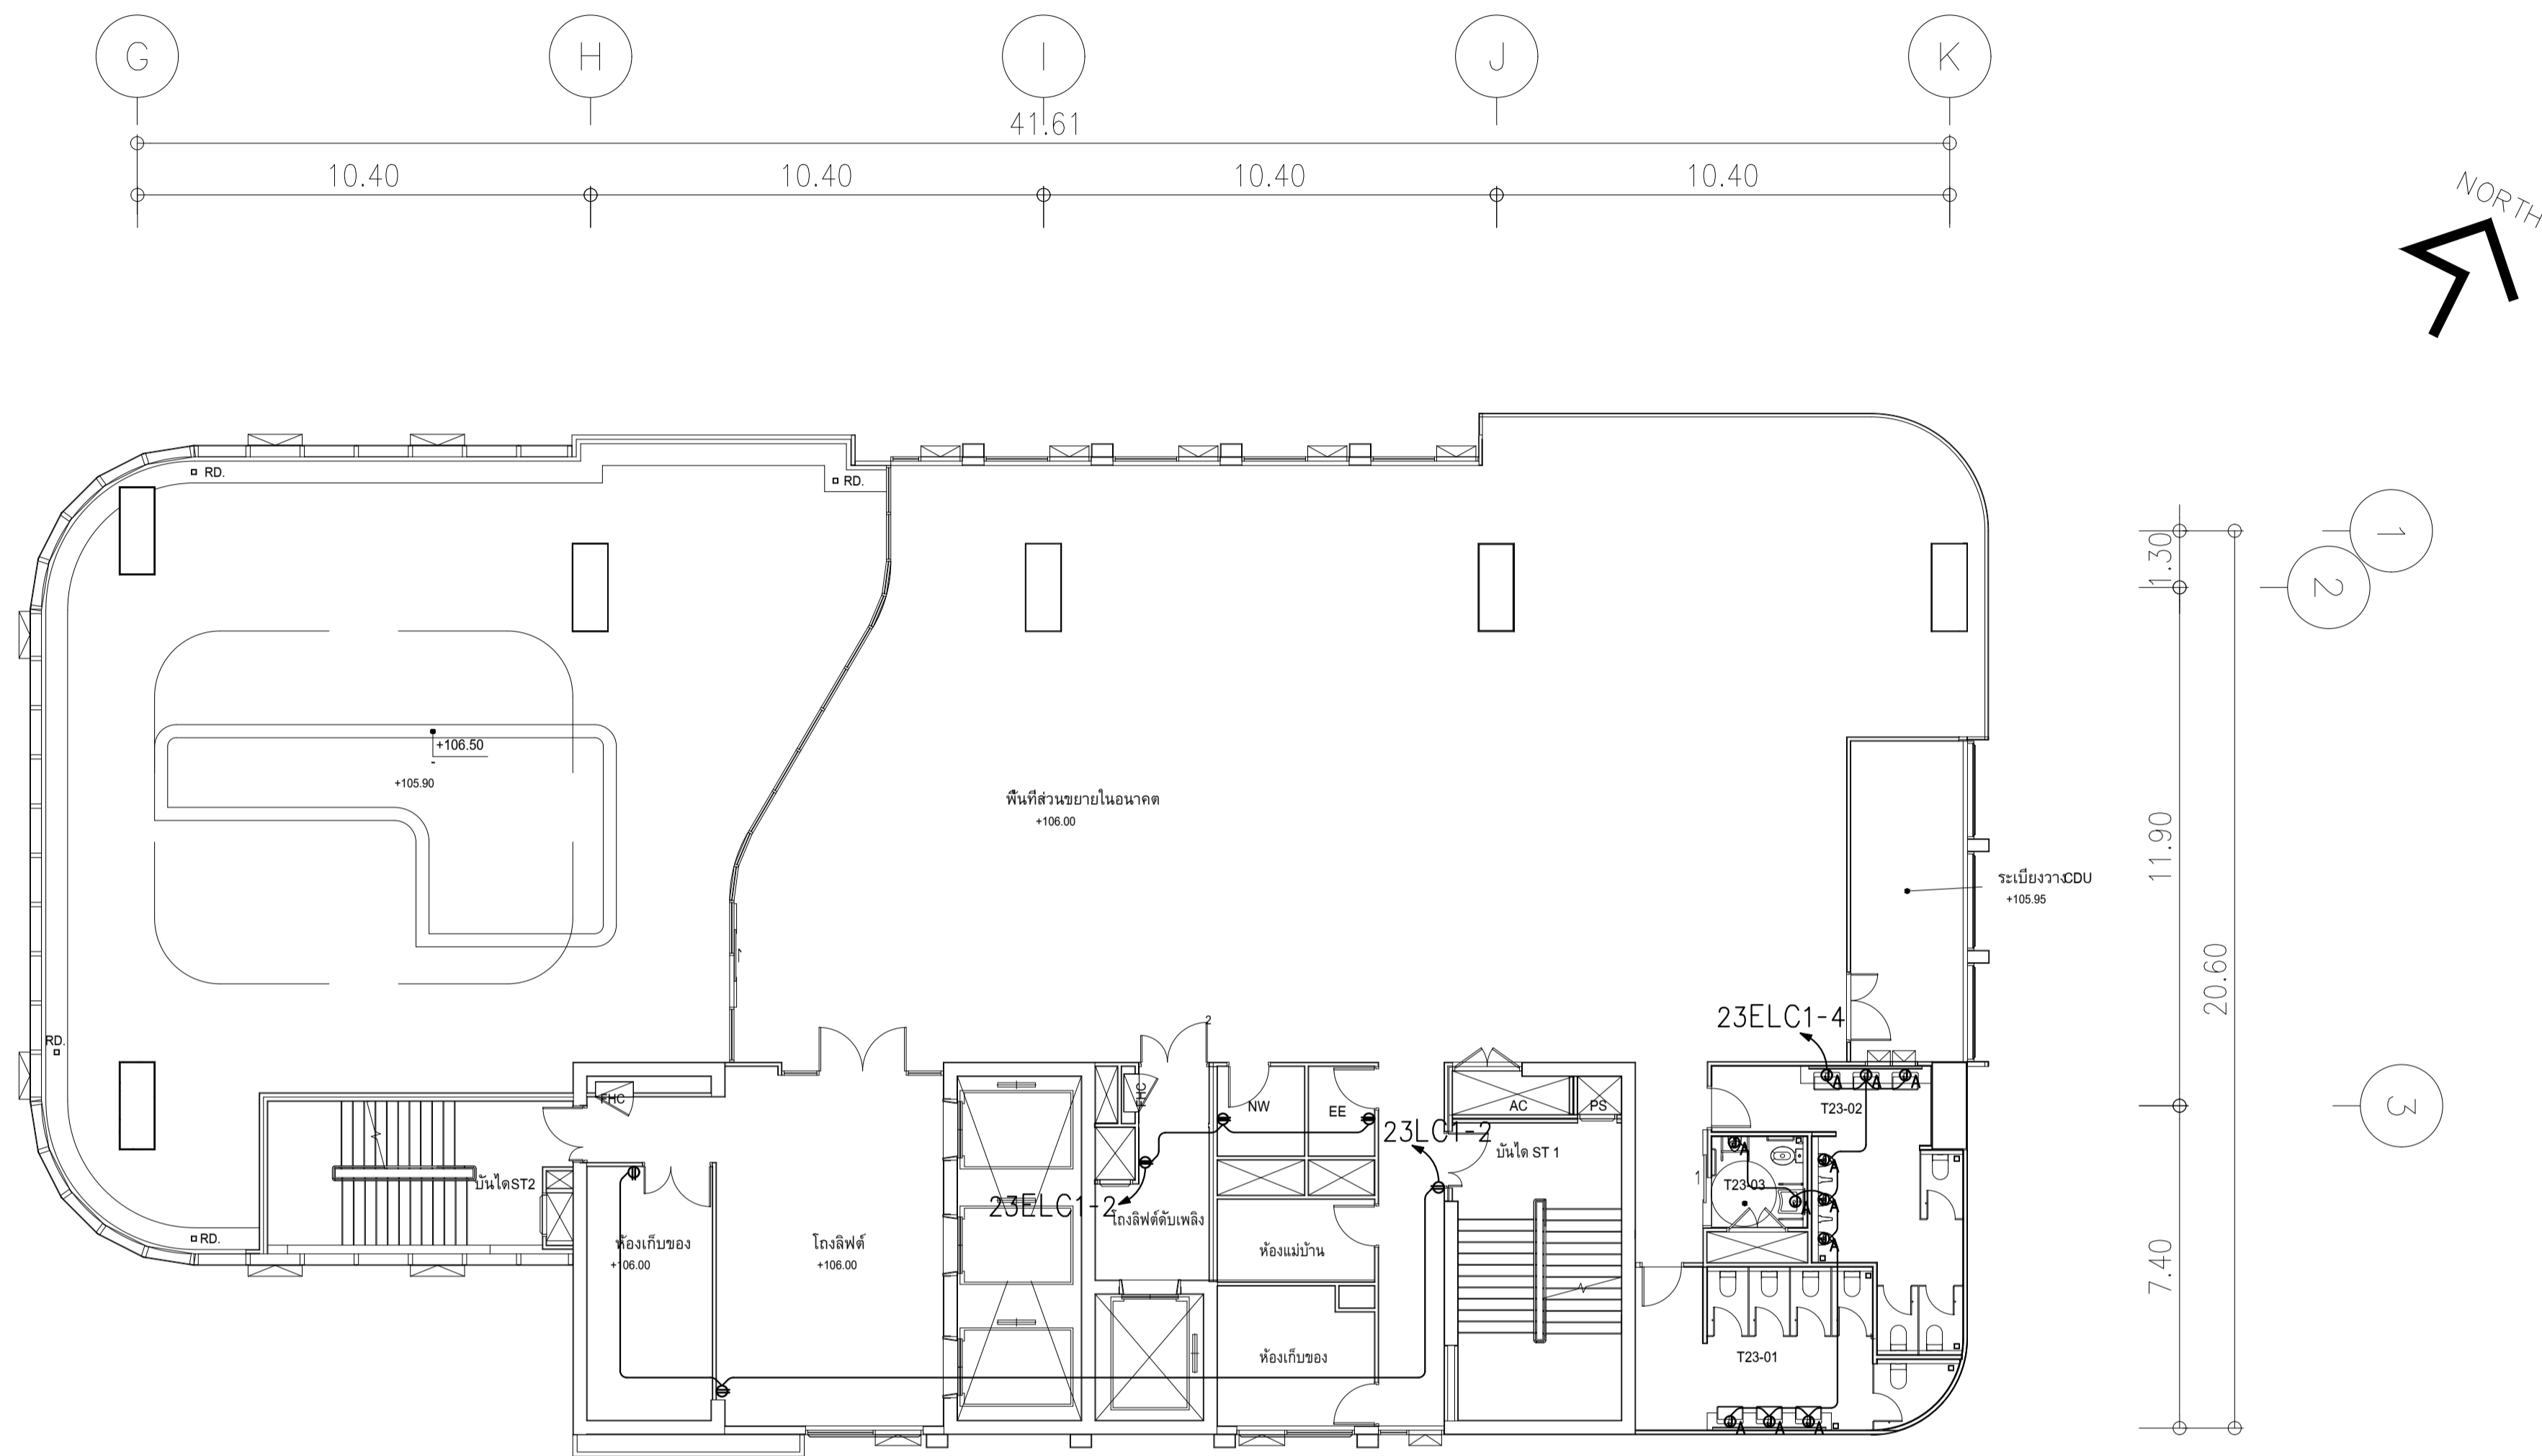 G
H
I
J
K
41.61
10.40
10.40
10.40
10.40
NORTH
RD.
RD.
1
1.30
2
+106.50
+105.90
พื้นที่ส่วนขยายในอนาคต
+106.00
11.90
ระเบียงวางCDU
+105.95
20.60
1
23ELC1-4
2
RD.
FHC
FHC
NW
EE
AC
PS
A
A
A
T23-02
3
23LC1-2
บันได ST 1
A
A
บันไดST2
T23-03
1
A
A
23ELC1-2
โถงลิฟต์ดับเพลิง
RD.
A
ห้องเก็บของ
+106.00
โถงลิฟต์
+106.00
ห้องแม่บ้าน
7.40
ห้องเก็บของ
T23-01
A
A
A